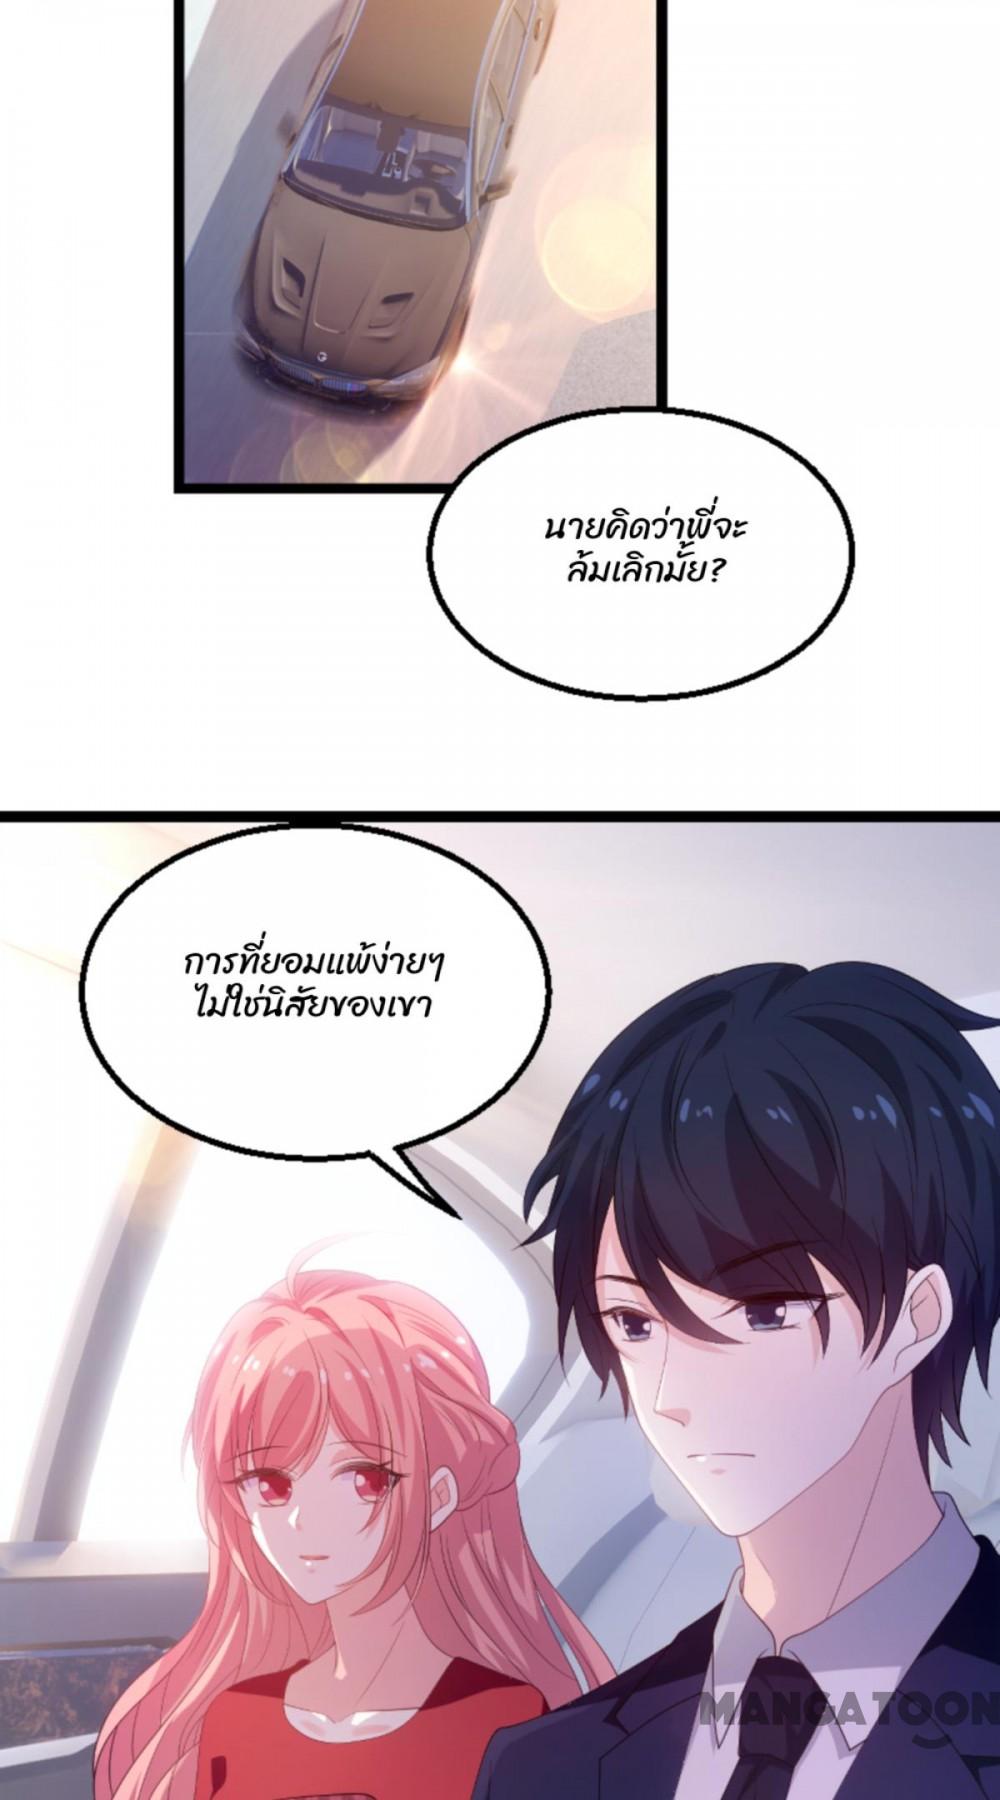 นายคิดว่าพี่จะ
ล้มเลิกมั้ย?
การที่ยอมแพ้ง่ายๆ
ไม่ใช่นิสัยของเขา
MANGATOON